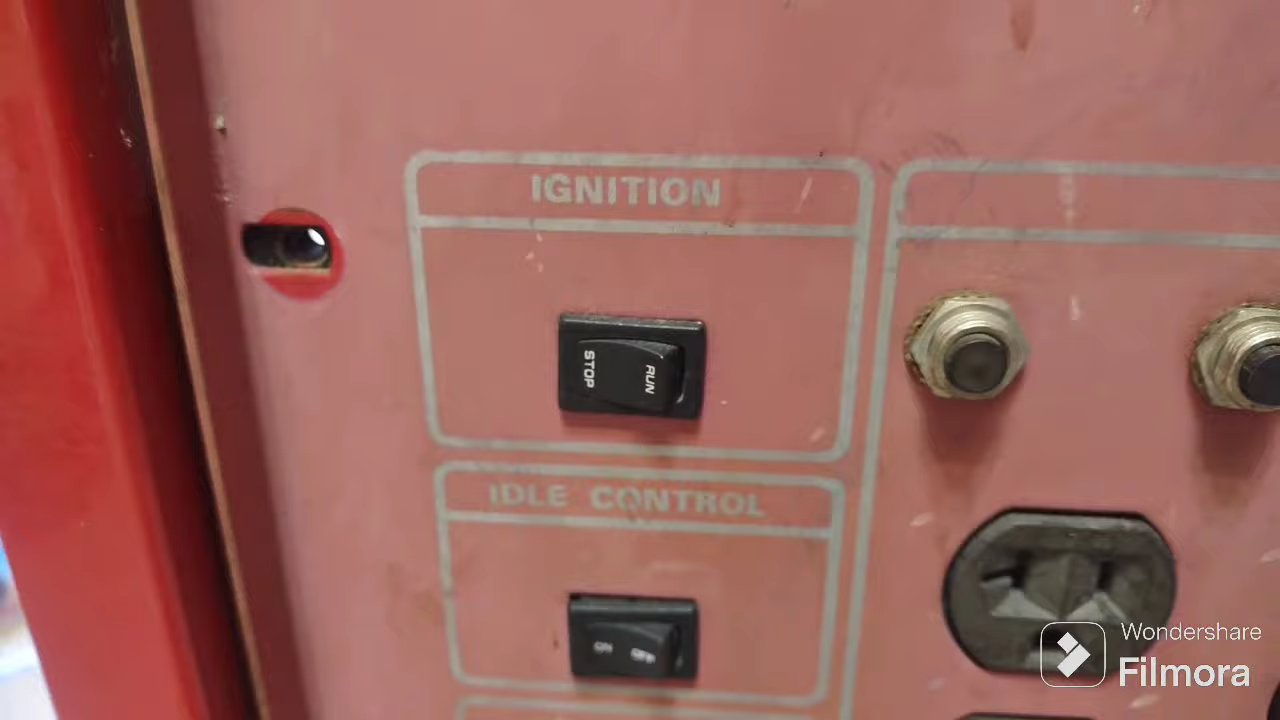 IGNITION
STOP
RUN
IDLE CONTROL
ON
OFF
Wondershare
Filmora